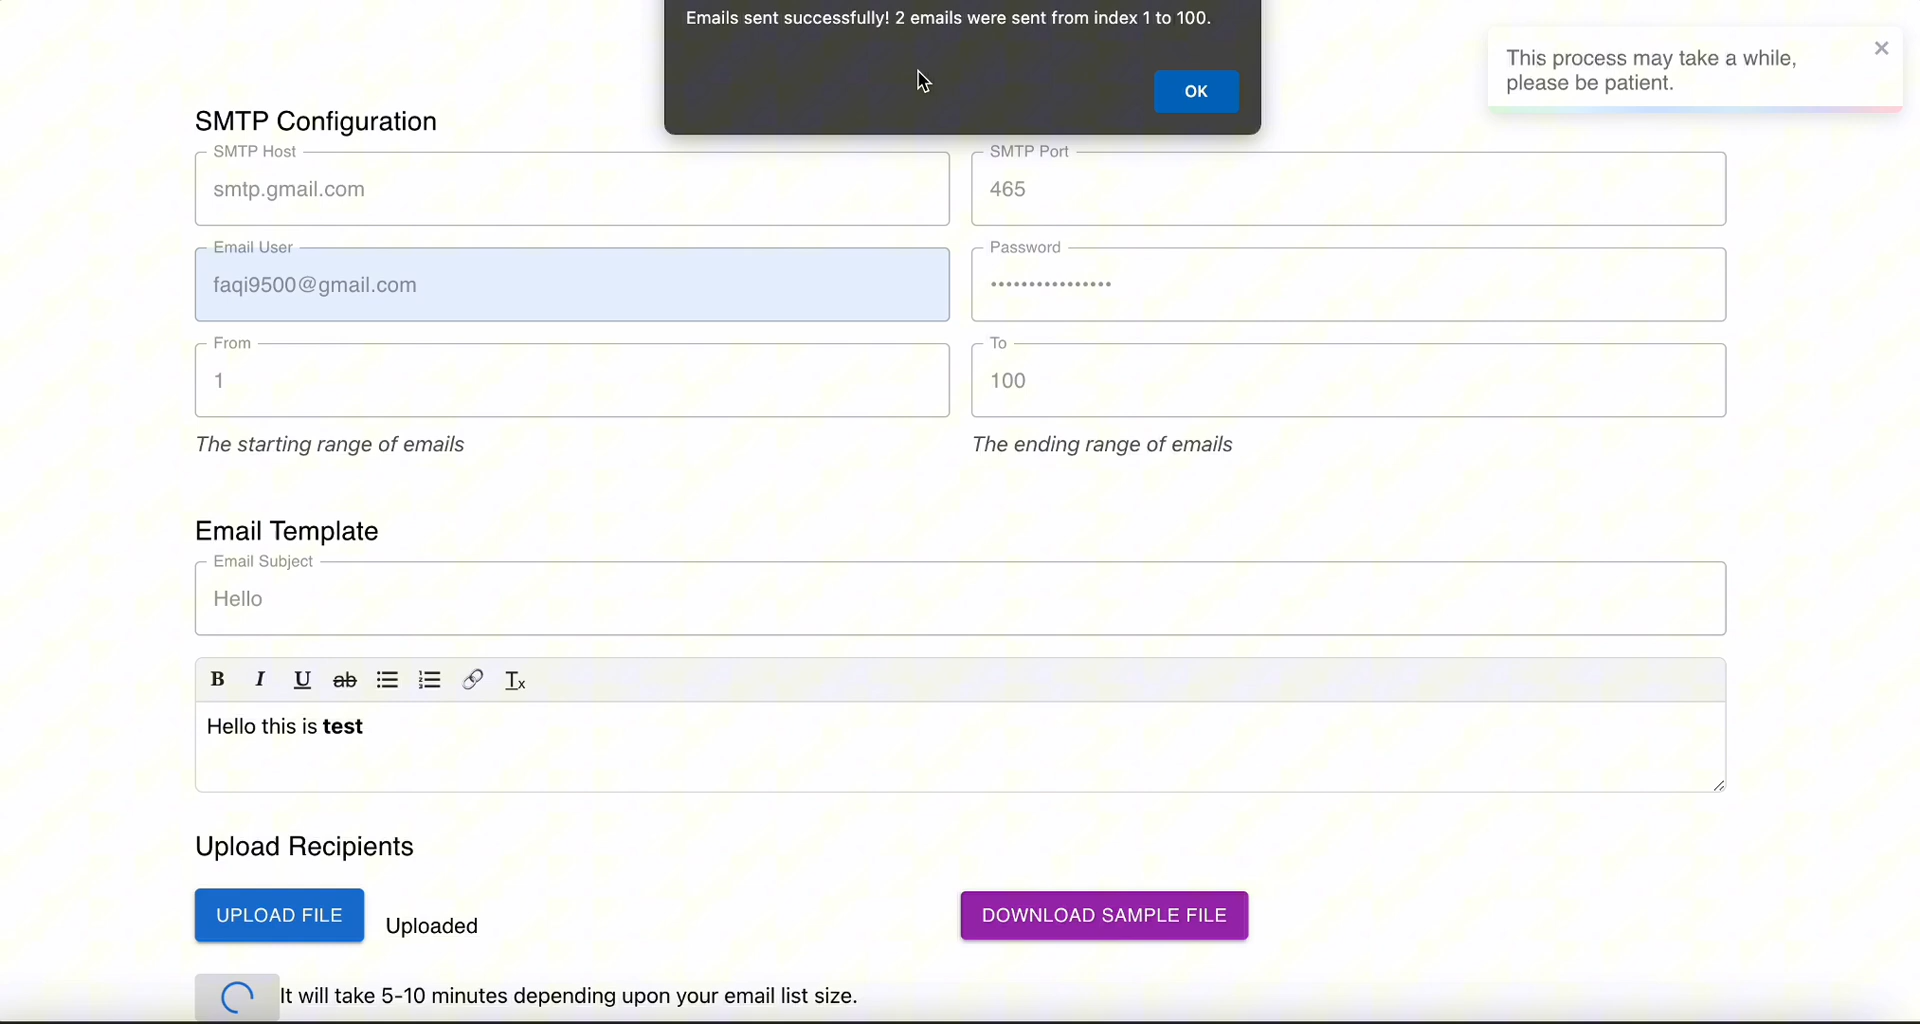 Emails sent successfully! 2 emails were sent from index 1 to 100.
OK
This process may take a while,
please be patient.
SMTP Configuration
SMTP Host
smtp.gmail.com
SMTP Port
465
Email User
faqi9500@gmail.com
Password
••••••••••••••••
From
1
To
100
The starting range of emails
The ending range of emails
Email Template
Email Subject
Hello
B I U ab Tx
Hello this is test
Upload Recipients
UPLOAD FILE
Uploaded
DOWNLOAD SAMPLE FILE
It will take 5-10 minutes depending upon your email list size.